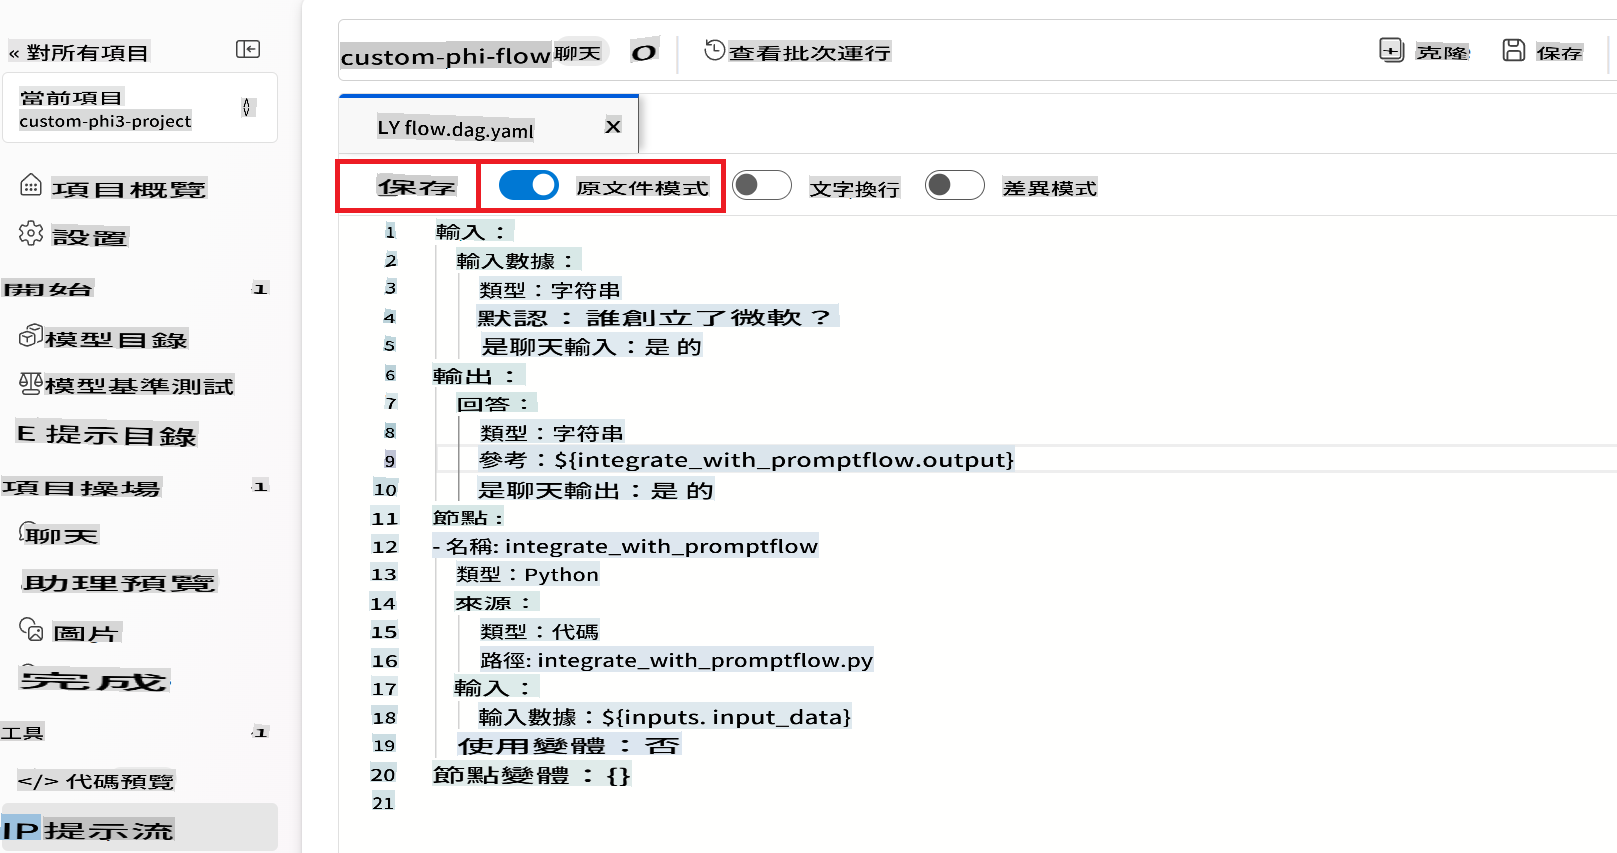 « 對所有項目
當前項目
custom-phi3-project
項目概覽
設置
開始
模型目錄
模型基準測試
E 提示目錄
項目操場
聊天
助理預覽
圖片
完成
工具
</> 代碼預覽
IP 提示流
custom-phi-flow 聊天 查看批次運行 克隆 保存
LY flow.dag.yaml X
保存 原文件模式 文字換行 差異模式
1 輸入：
2 輸入數據：
3 類型：字符串
4 默認：誰創立了微軟？
5 是聊天輸入：是 的
6 輸出：
7 回答：
8 類型：字符串
9 參考：${integrate_with_promptflow.output}
10 是聊天輸出：是 的
11 節點：
12 - 名稱: integrate_with_promptflow
13 類型：Python
14 來源：
15 類型：代碼
16 路徑: integrate_with_promptflow.py
17 輸入：
18 輸入數據：${inputs. input_data}
19 使用變體：否
20 節點變體：{}
21